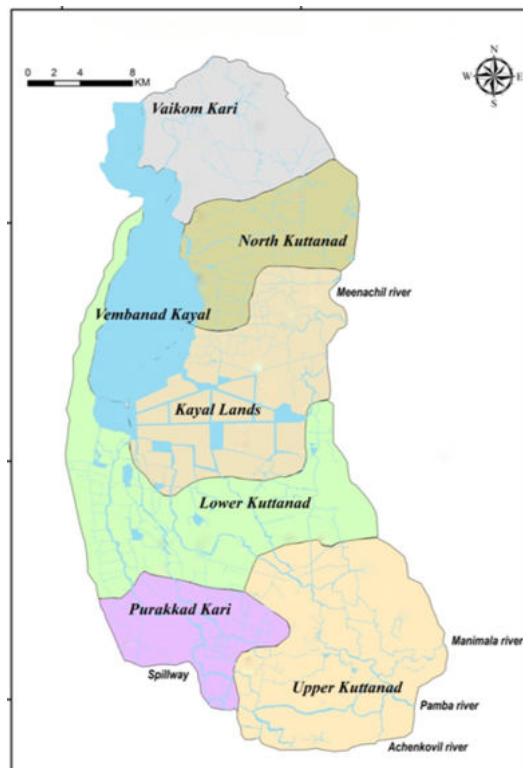 N
W
E
S
0 2 4 8
KM
Vaikom Kari
North Kuttanad
Meenachil river
Vembanad Kayal
Kayal Lands
Lower Kuttanad
Purakkad Kari
Manimala river
Spillway
Upper Kuttanad
Pamba river
Achenkovil river